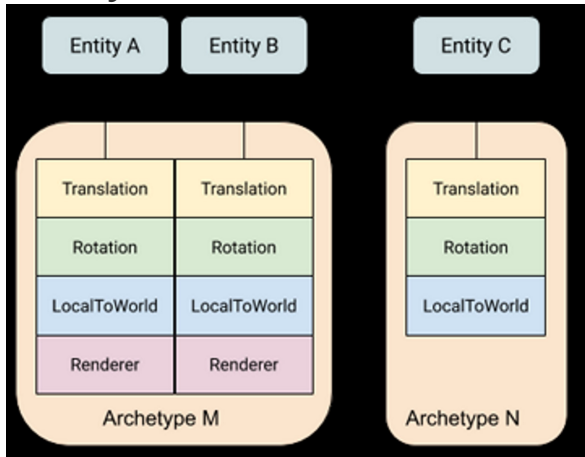 Entity A
Entity B
Entity C
Translation
Translation
Translation
Rotation
Rotation
Rotation
LocalToWorld
LocalToWorld
LocalToWorld
Renderer
Renderer
Archetype M
Archetype N